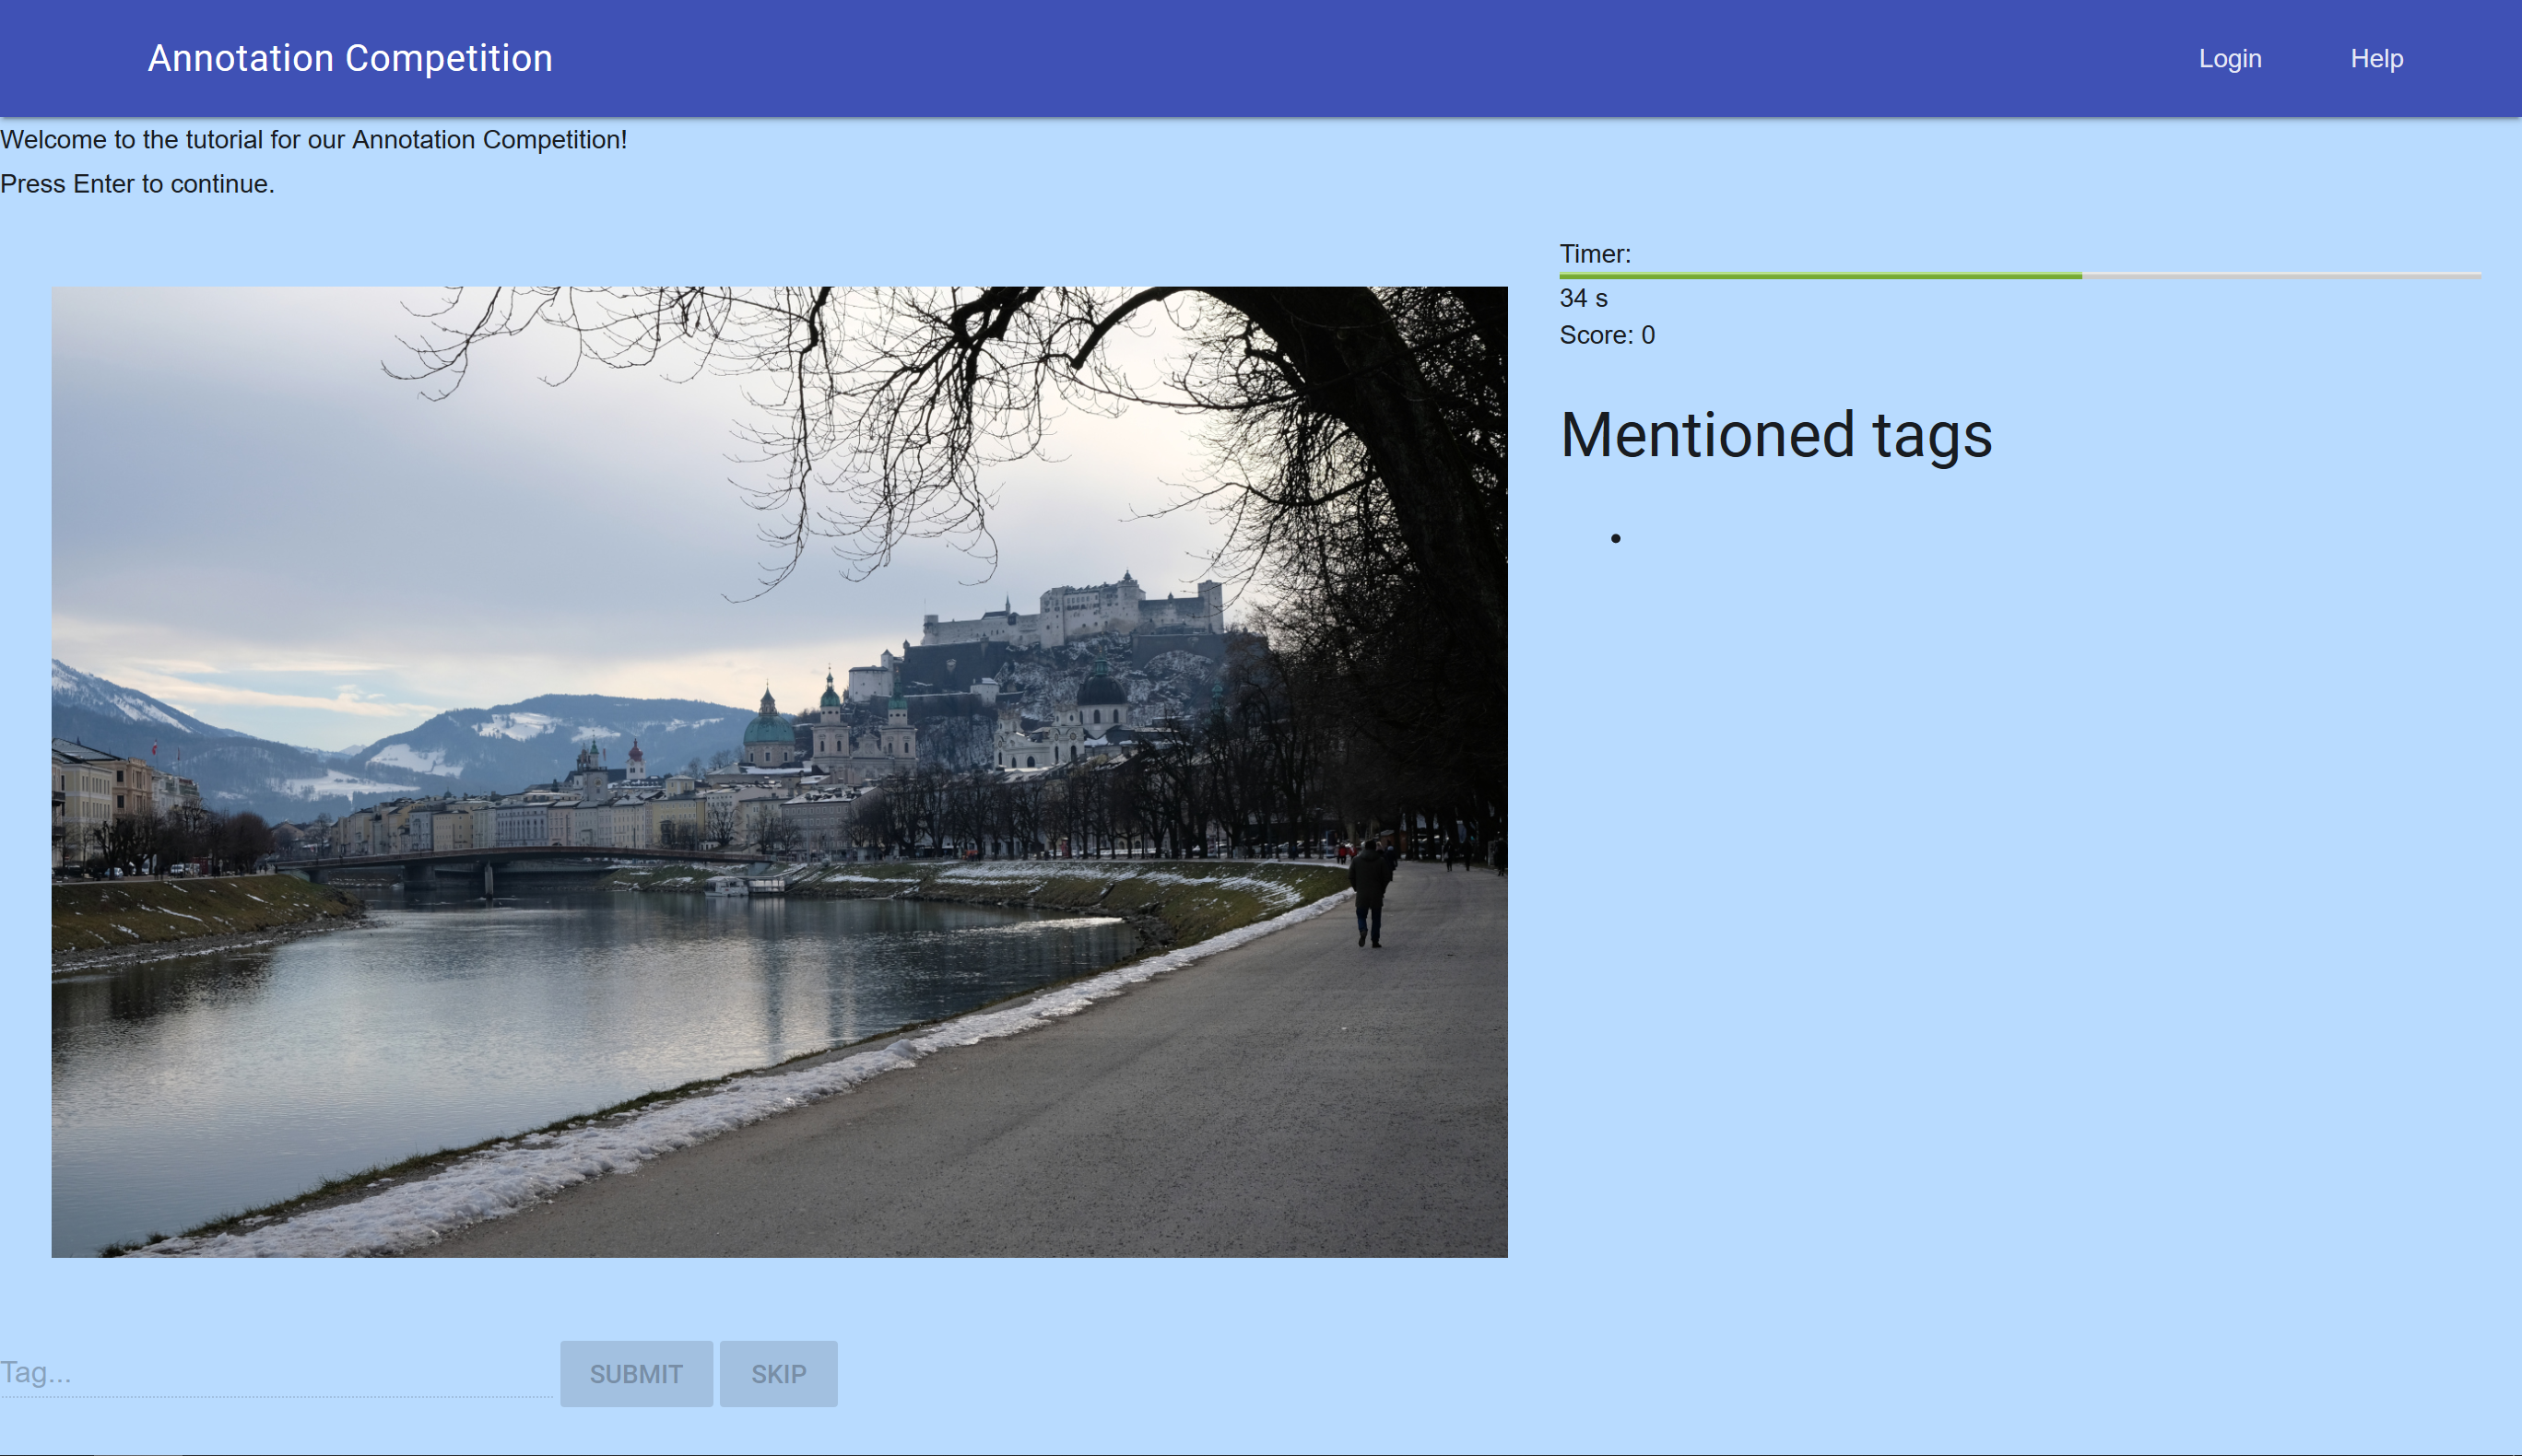 Annotation Competition
Login
Help
Welcome to the tutorial for our Annotation Competition!
Press Enter to continue.
Timer:
34 s
Score: 0
Mentioned tags
Tag...
SUBMIT
SKIP